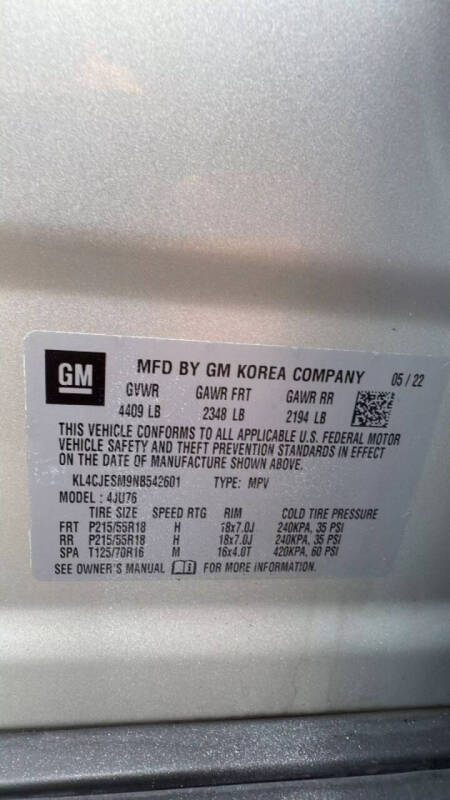 GM
MFD BY GM KOREA COMPANY 05/22
GVWR GAWR FRT GAWR RR
4409 LB 2348 LB 2194 LB
THIS VEHICLE CONFORMS TO ALL APPLICABLE U.S. FEDERAL MOTOR
VEHICLE SAFETY AND THEFT PREVENTION STANDARDS IN EFFECT ON
THE DATE OF MANUFACTURE SHOWN ABOVE.
KL4CJESM9NB542601 TYPE: MPV
MODEL: 4JU76
TIRE SIZE SPEED RTG RIM COLD TIRE PRESSURE
FRT P215/55R18 H 18x7.0J 240KPA, 35 PSI
RR P215/55R18 H 18x7.0J 240KPA, 35 PSI
SPA T125/70R16 M 16x4.0T 420KPA, 60 PSI
SEE OWNER'S MANUAL FOR MORE INFORMATION.